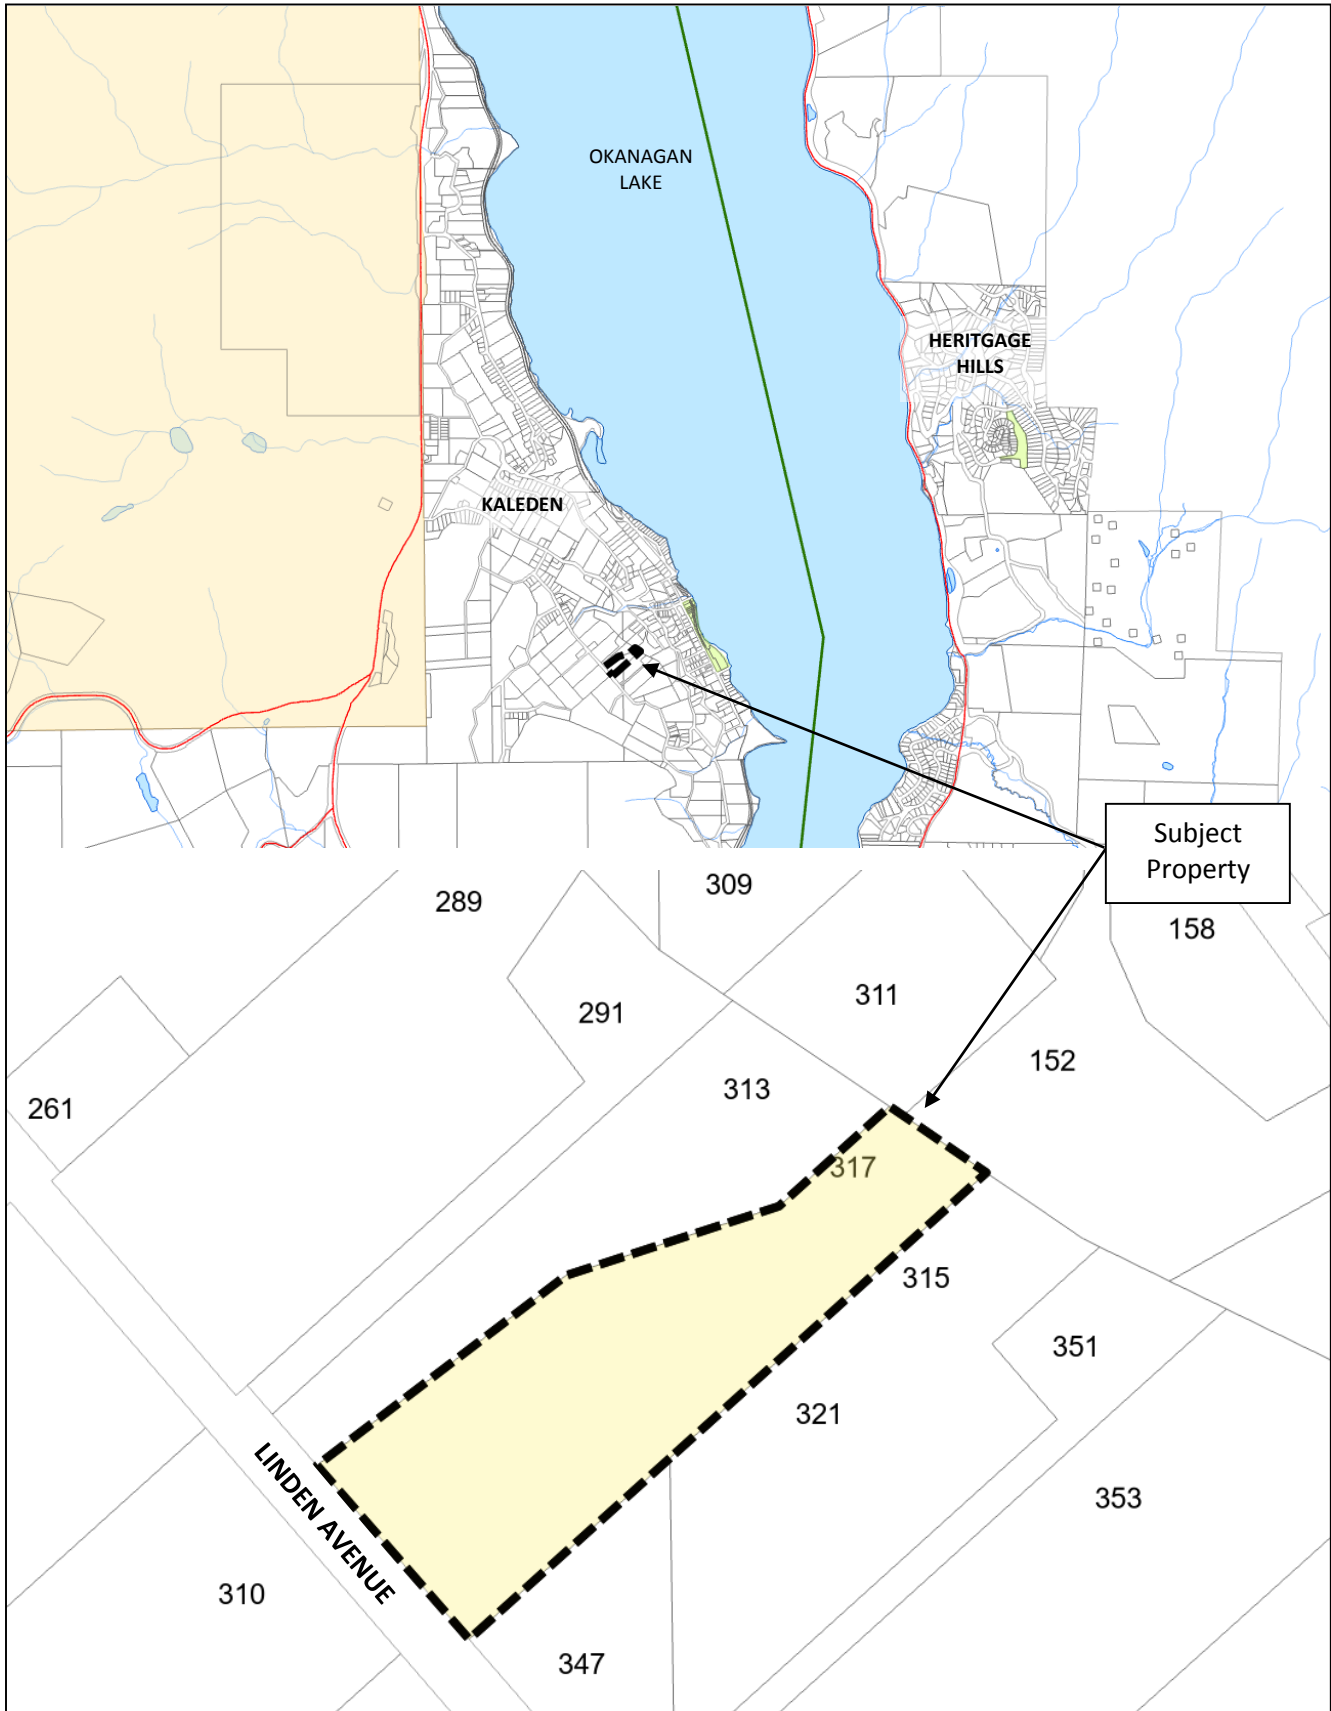 OKANAGAN
LAKE
HERITGAGE
HILLS
KALEDEN
Subject
Property
289
309
158
291
311
152
261
313
317
315
351
321
353
LINDEN AVENUE
310
347